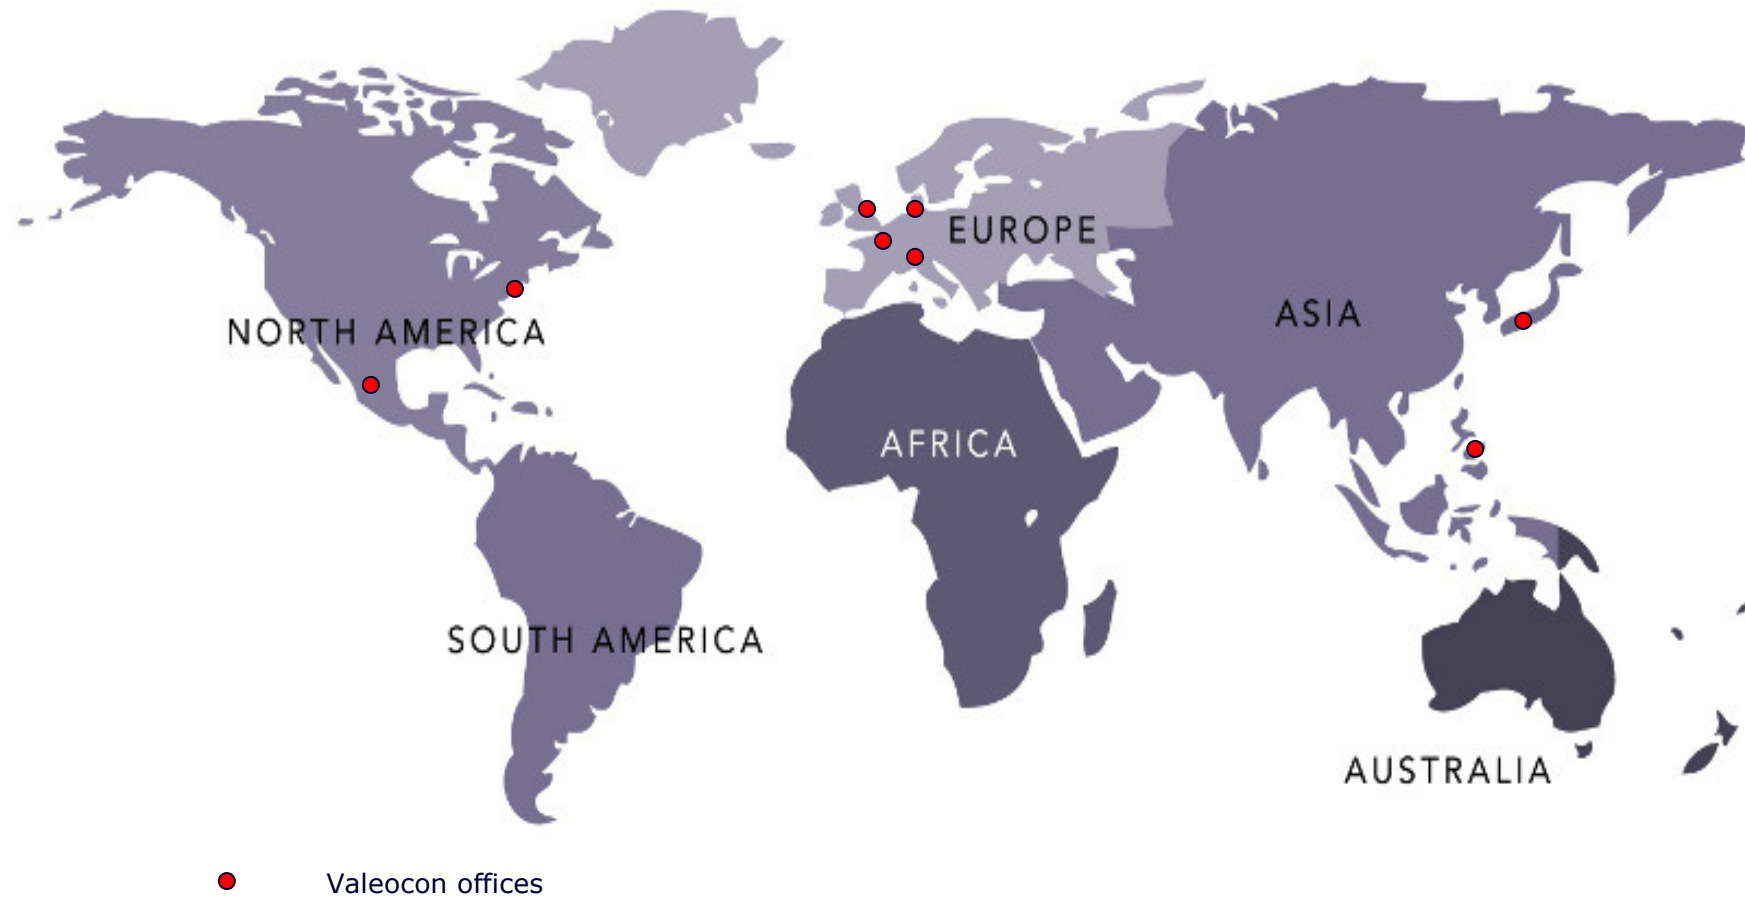 EUROPE
ASIA
NORTH AMERICA
AFRICA
SOUTH AMERICA
AUSTRALIA
Valeocon offices